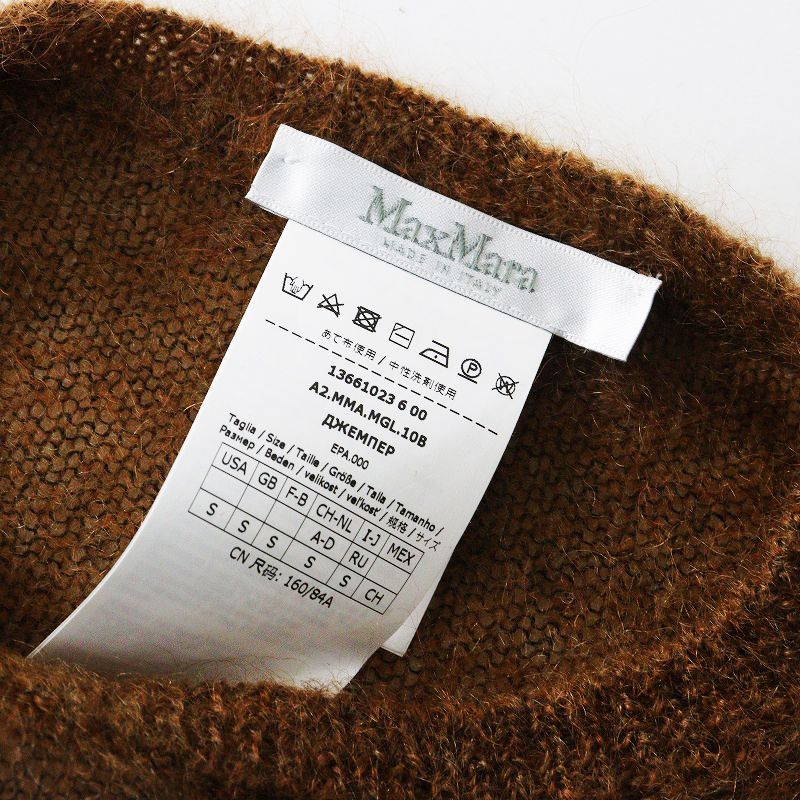 MaxMara
MADE IN ITALY
あて布使用 / 中性洗剤使用
13661023 6 00
A2.MMA.MGL.10B
ДЖЕМПЕР
EPA.000
Taglia / Size / Taille / Größe / Talla / Tamanho /
Размер / Beden / velikost / veľkosť / 规格 / サイズ
USA GB F-B CH-NL I-J MEX
A-D RU
S S S S S CH
CN 尺码: 160/84A